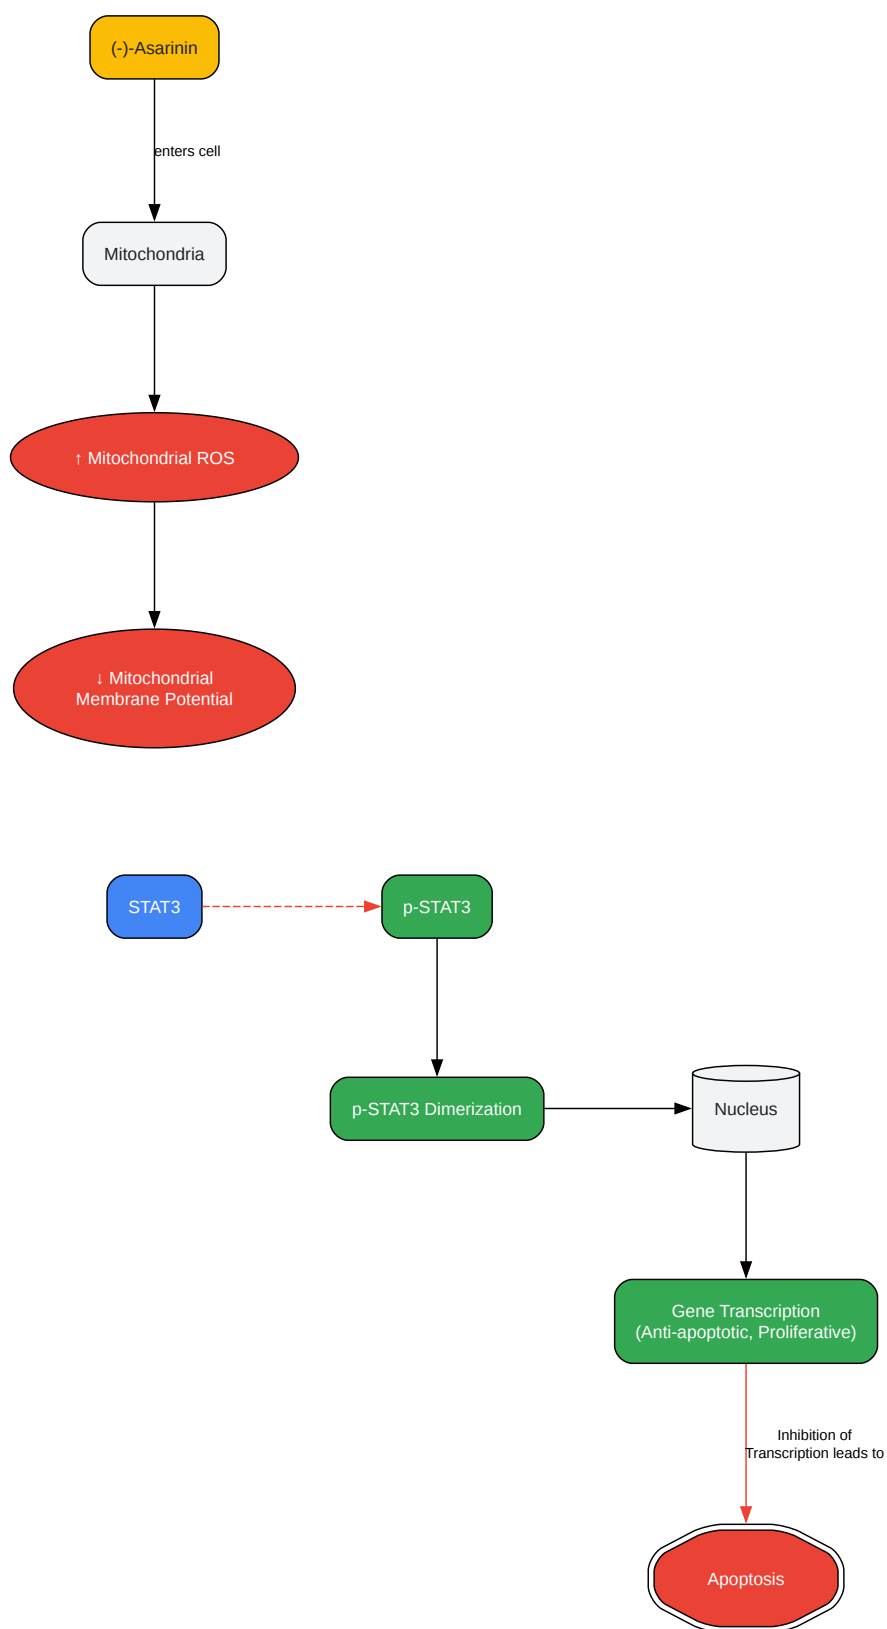 (-)-Asarinin
enters cell
Mitochondria
↑ Mitochondrial ROS
↓ Mitochondrial
Membrane Potential
STAT3
p-STAT3
p-STAT3 Dimerization
Nucleus
Gene Transcription
(Anti-apoptotic, Proliferative)
Inhibition of
Transcription leads to
Apoptosis